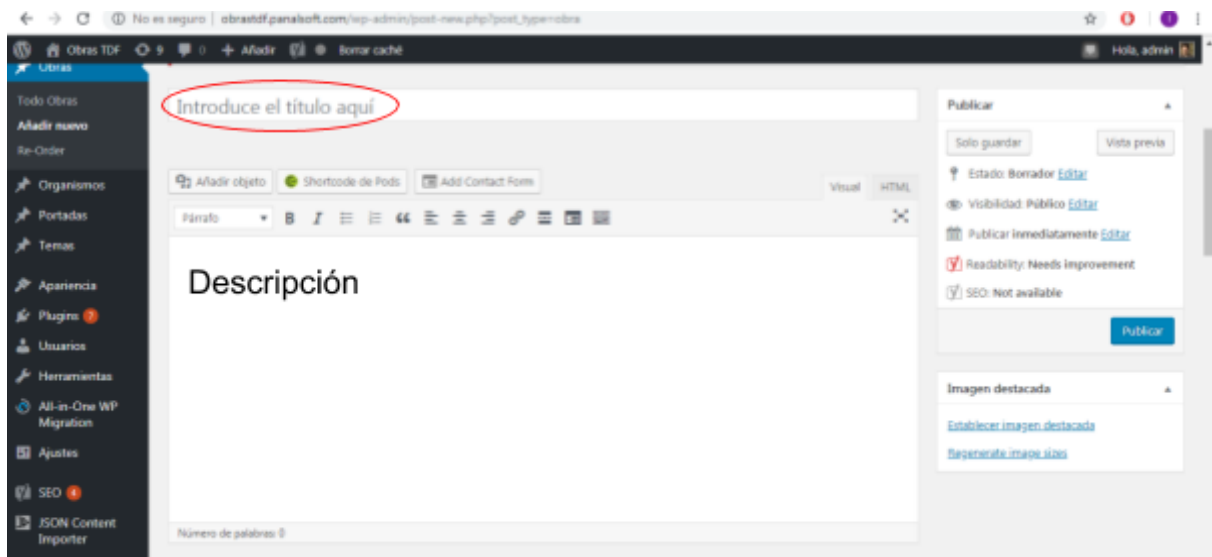 No es seguro | obrastdf.panalsoft.com/wp-admin/post-new.php?post_type=obra
Obras TDF 9 0 + Añadir Borrar caché Hola, admin
Obras
Todo Obras
Añadir nuevo
Re-Order
Organismos
Portadas
Temas
Apariencia
Plugins 7
Usuarios
Herramientas
All-in-One WP
Migration
Ajustes
SEO 4
JSON Content
Importer
Introduce el título aquí
Añadir objeto Shortcode de Pods Add Contact Form
Visual HTML
Párrafo B I
Descripción
Número de palabras: 0
Publicar
Solo guardar Vista previa
Estado: Borrador Editar
Visibilidad: Público Editar
Publicar inmediatamente Editar
Readability: Needs improvement
SEO: Not available
Publicar
Imagen destacada
Establecer imagen destacada
Regenerate image sizes